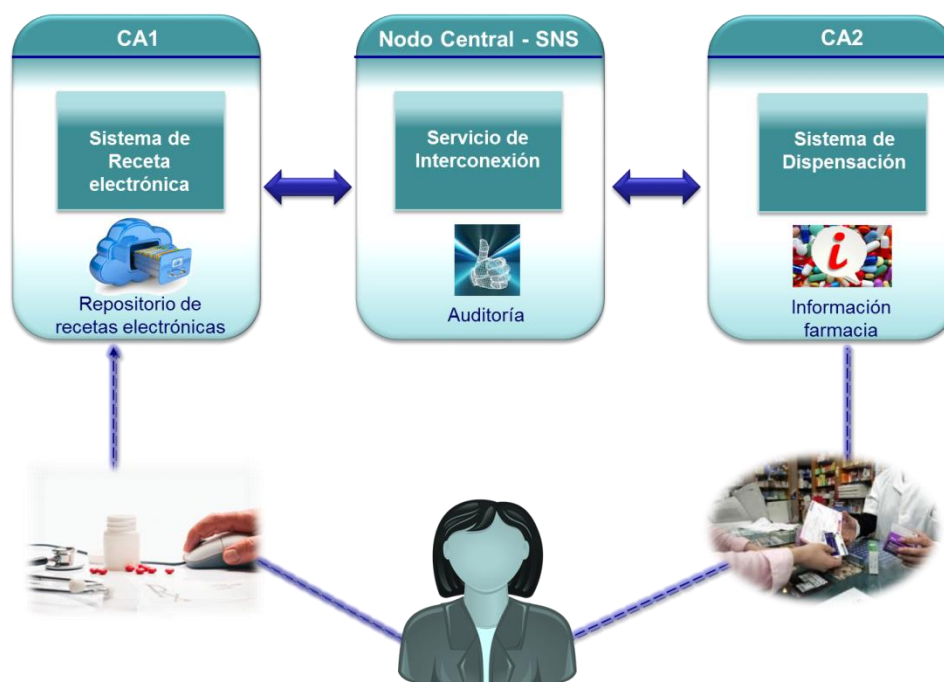 CA1
Nodo Central - SNS
CA2
Sistema de
Receta
electrónica
Servicio de
Interconexión
Sistema de
Dispensación
Repositorio de
recetas electrónicas
Auditoría
i
Información
farmacia